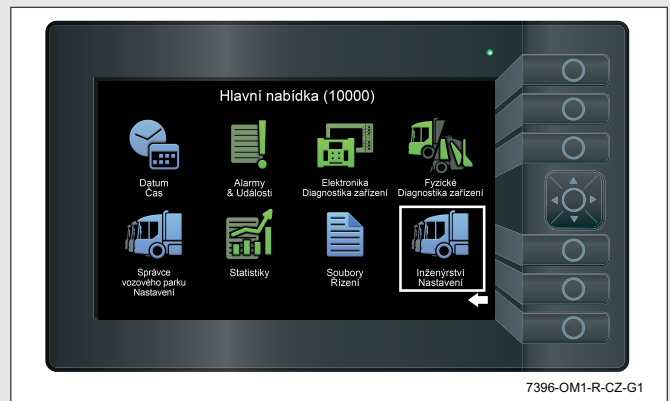 Hlavní nabídka (10000)
Datum
Čas
Alarmy
& Události
Elektronika
Diagnostika zařízení
Fyzické
Diagnostika zařízení
Správce
vozového parku
Nastavení
Statistiky
Soubory
Řízení
Inženýrství
Nastavení
7396-OM1-R-CZ-G1